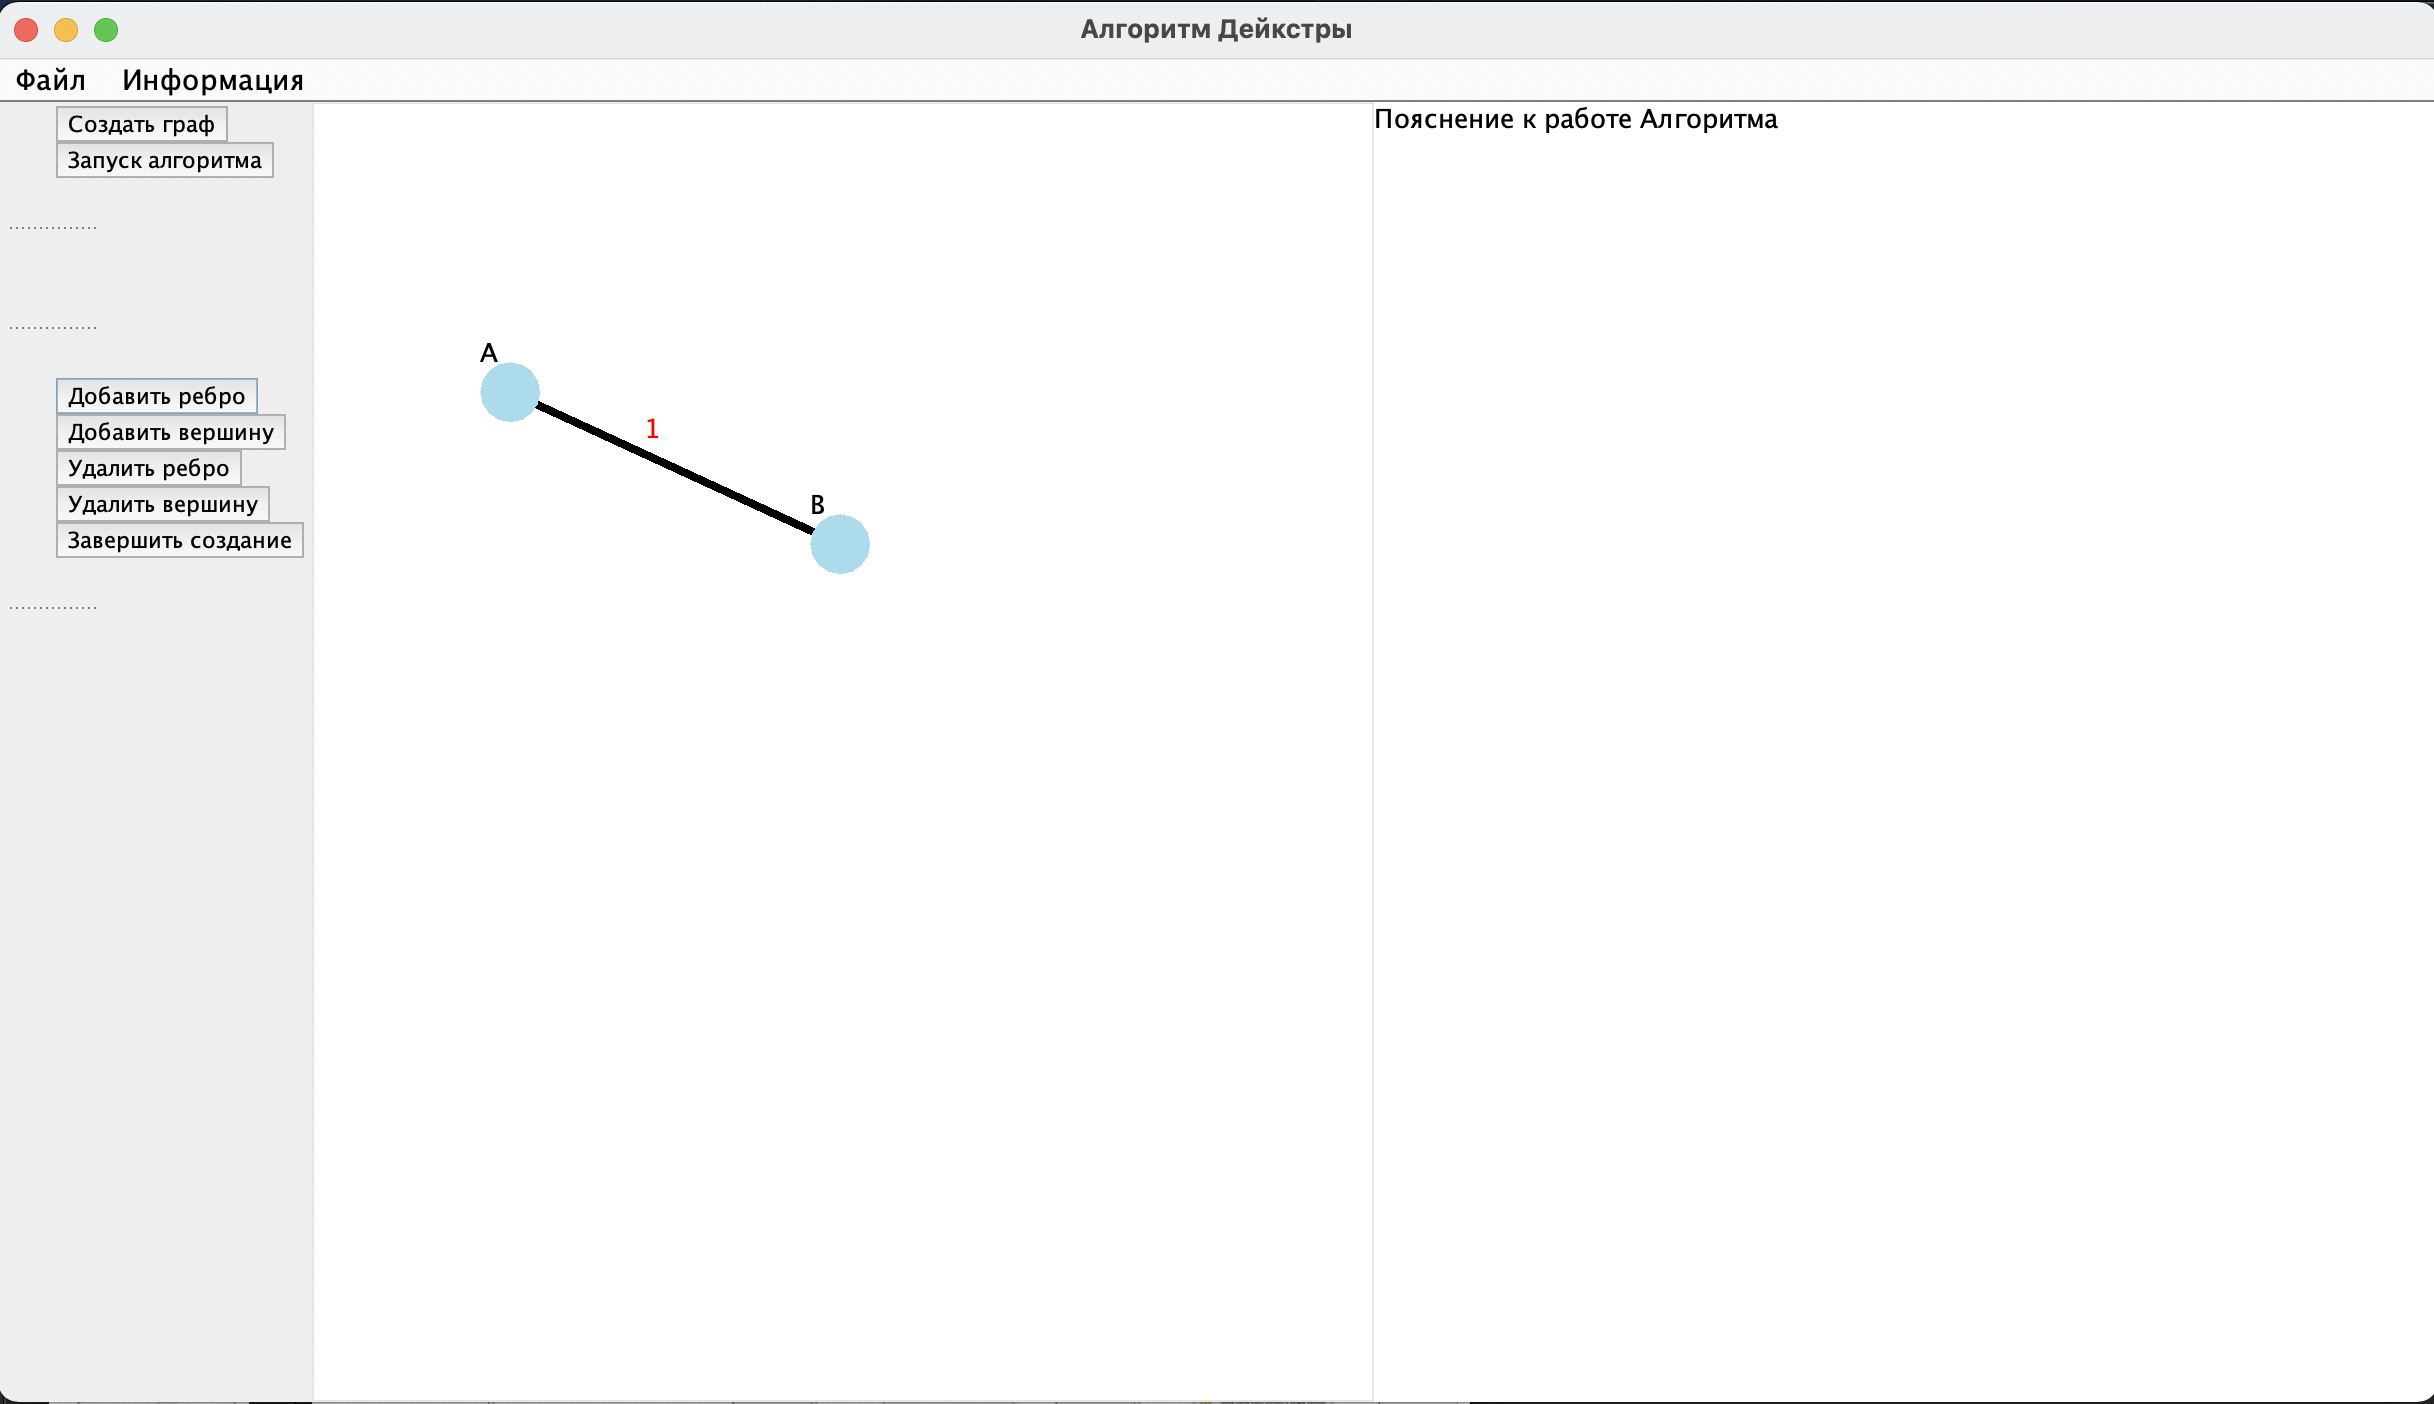 Алгоритм Дейкстры
Файл Информация
Создать граф
Запуск алгоритма
Добавить ребро
Добавить вершину
Удалить ребро
Удалить вершину
Завершить создание
A
1
B
Пояснение к работе Алгоритма